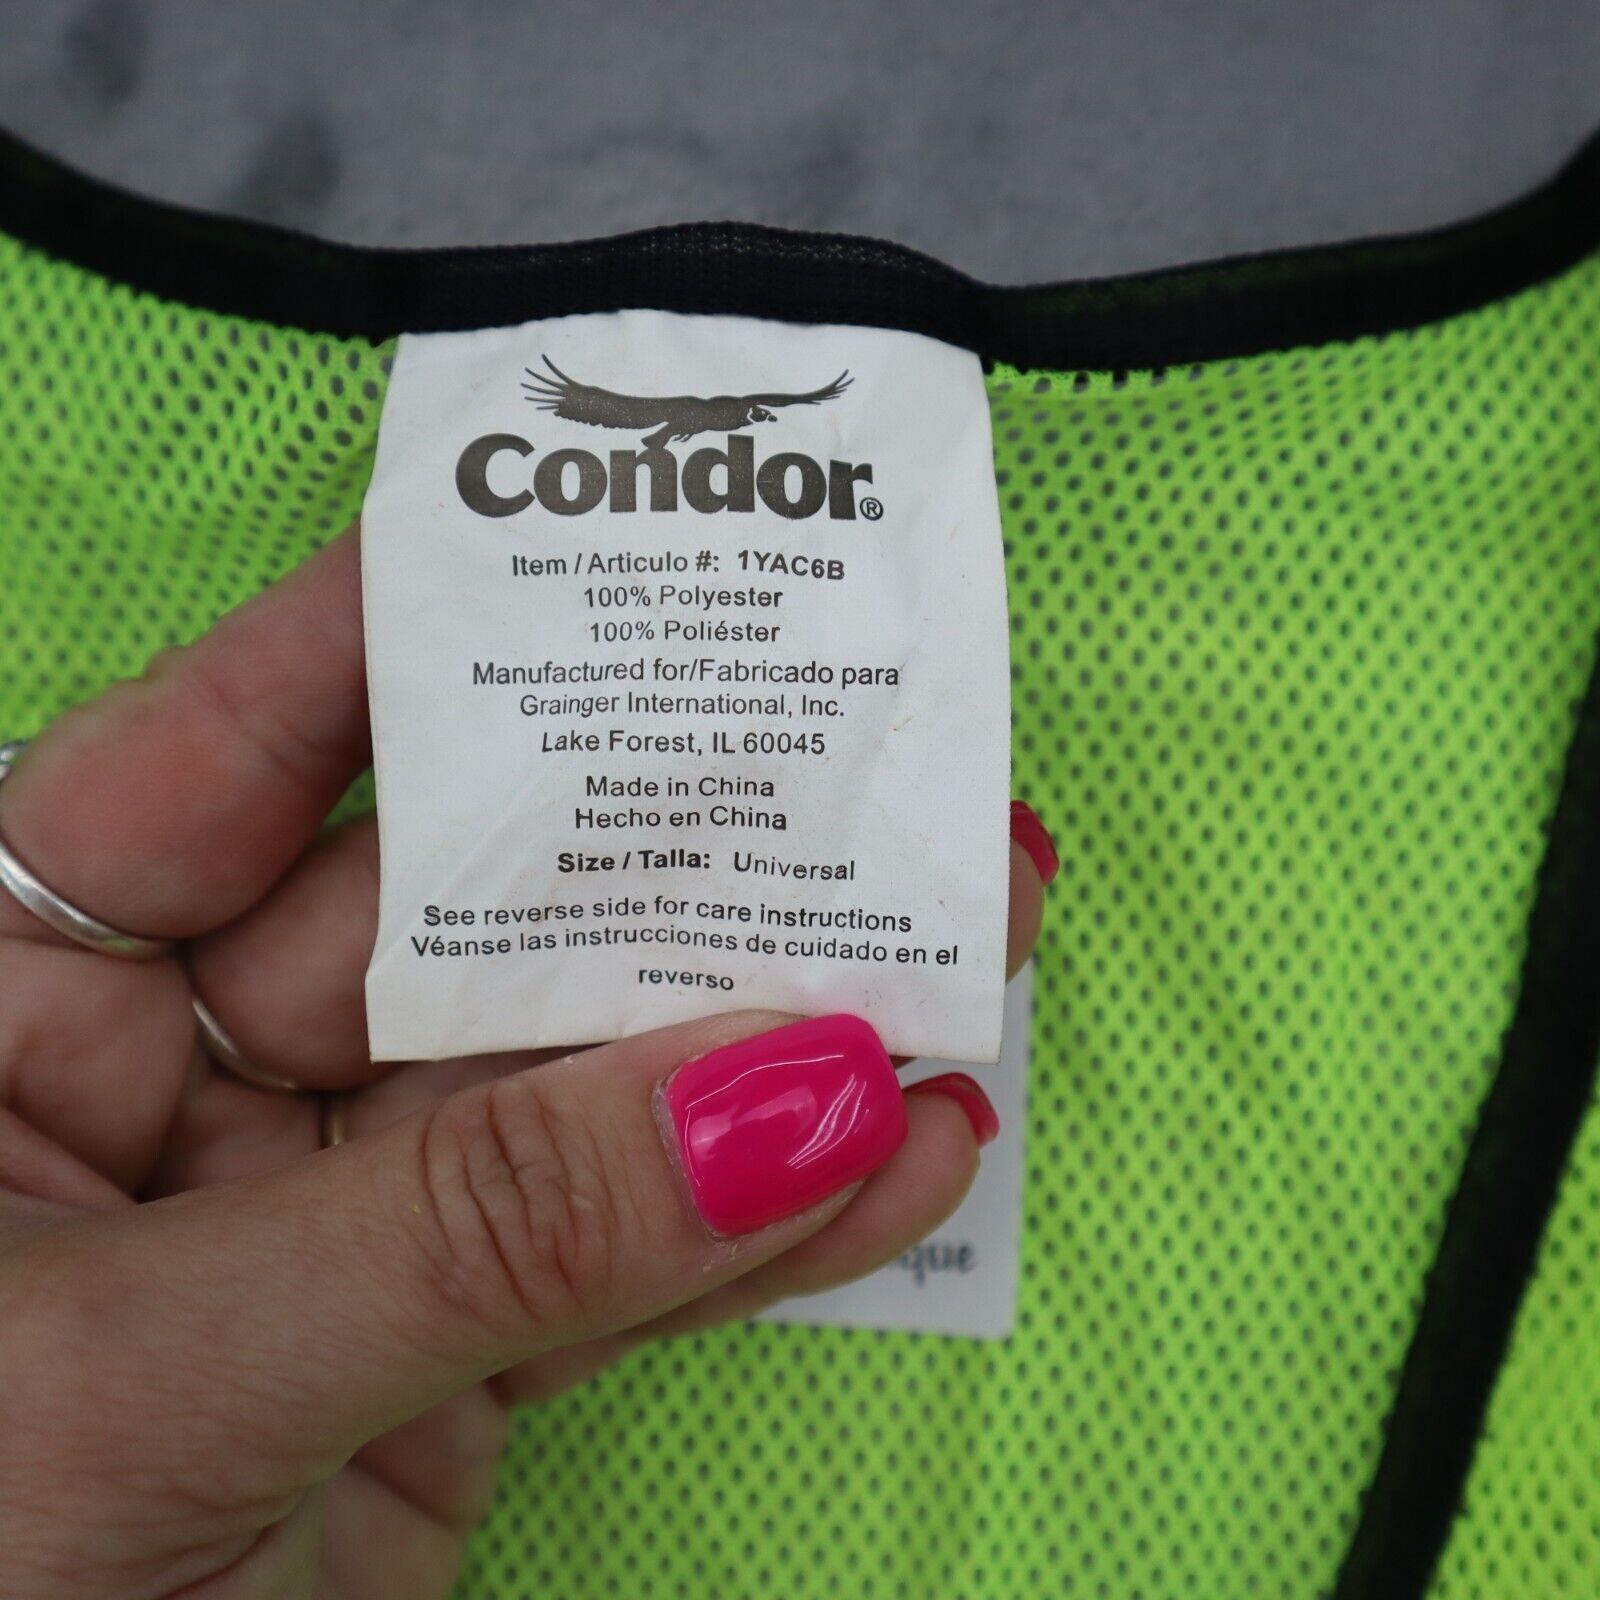 Condor®
Item / Articulo #: 1YAC6B
100% Polyester
100% Poliéster
Manufactured for/Fabricado para
Grainger International, Inc.
Lake Forest, IL 60045
Made in China
Hecho en China
Size / Talla: Universal
See reverse side for care instructions
Véanse las instrucciones de cuidado en el
reverso